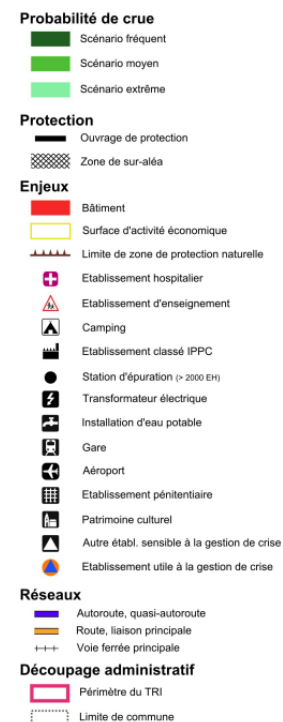 Probabilité de crue
Scénario fréquent
Scénario moyen
Scénario extrême
Protection
Ouvrage de protection
Zone de sur-aléa
Enjeux
Bâtiment
Surface d'activité économique
Limite de zone de protection naturelle
Etablissement hospitalier
Etablissement d'enseignement
Camping
Etablissement classé IPPC
Station d'épuration (> 2000 EH)
Transformateur électrique
Installation d'eau potable
Gare
Aéroport
Etablissement pénitentiaire
Patrimoine culturel
Autre établ. sensible à la gestion de crise
Etablissement utile à la gestion de crise
Réseaux
Autoroute, quasi-autoroute
Route, liaison principale
Voie ferrée principale
Découpage administratif
Périmètre du TRI
Limite de commune